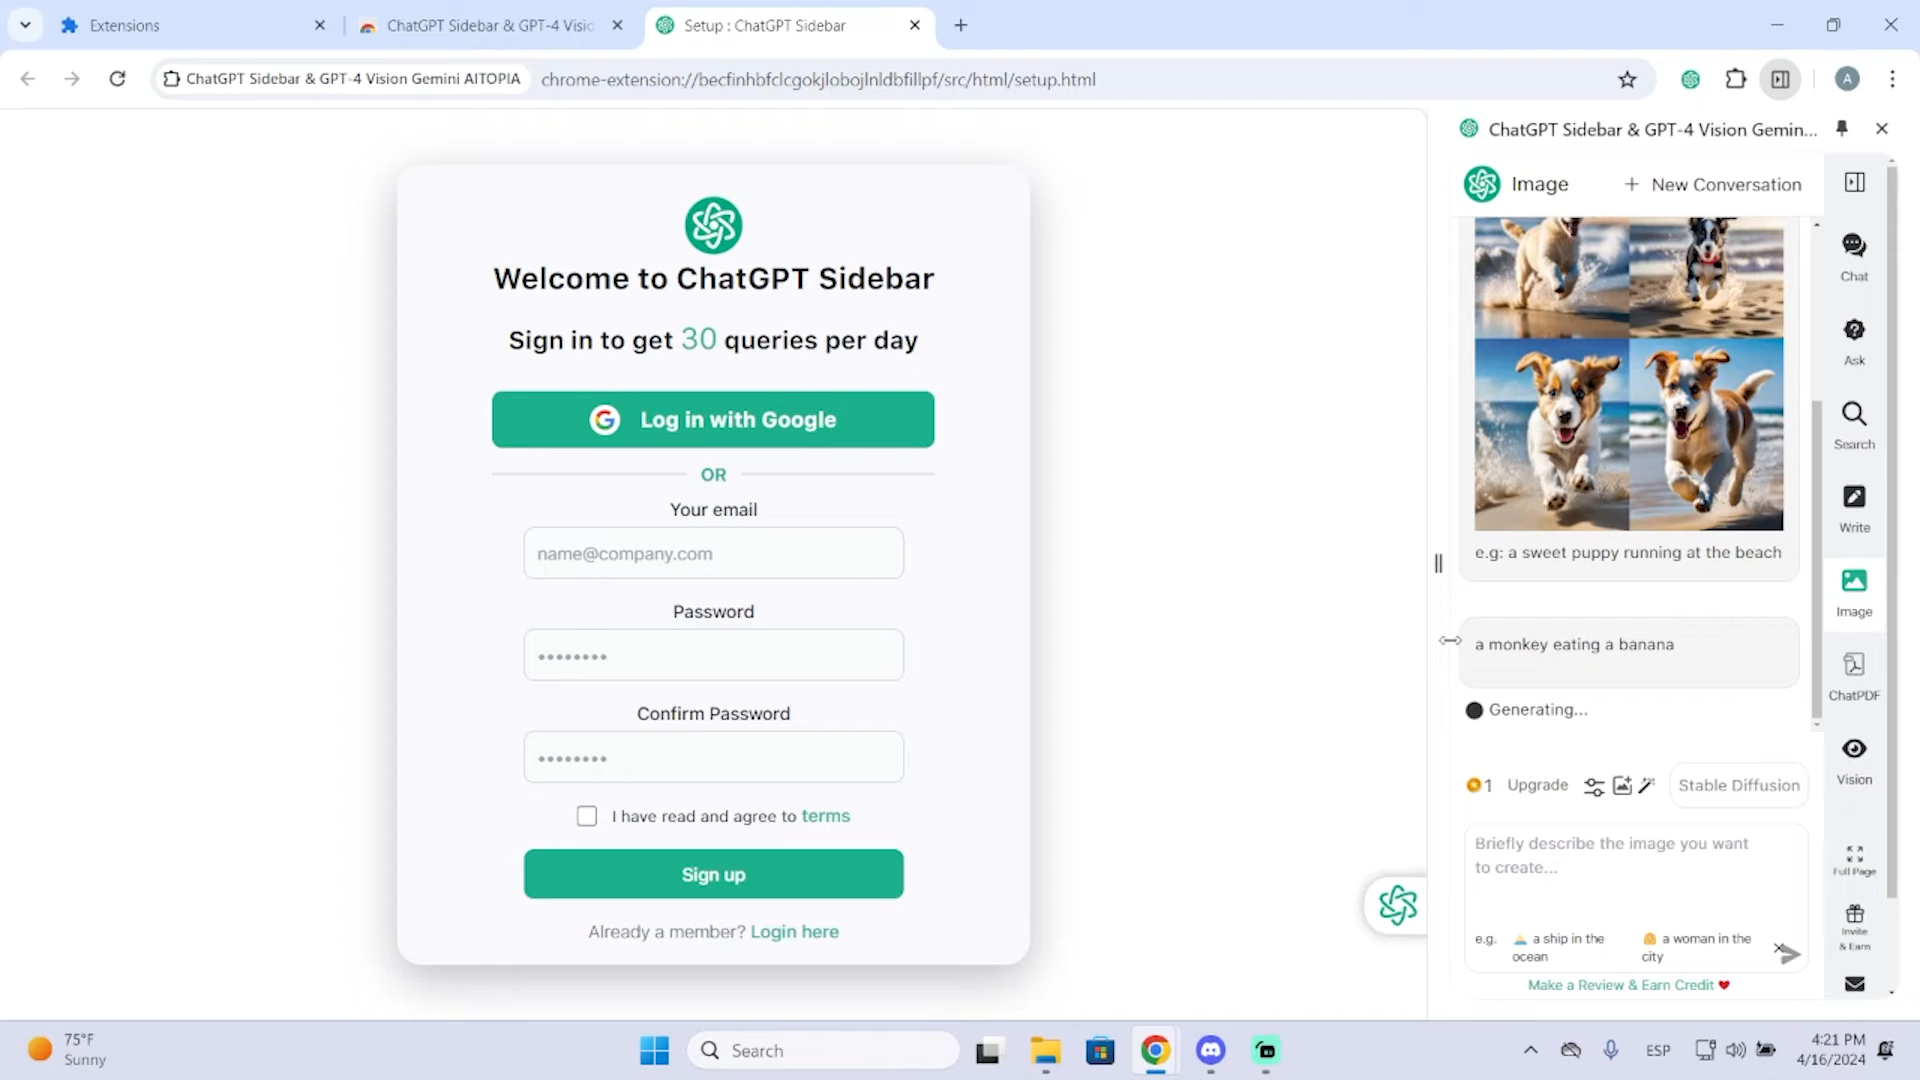 Extensions
ChatGPT Sidebar & GPT-4 Visio
Setup : ChatGPT Sidebar
ChatGPT Sidebar & GPT-4 Vision Gemini AITOPIA
chrome-extension://becfinhbfclcgokjlobojlnldbfillpf/src/html/setup.html
A
Welcome to ChatGPT Sidebar
Sign in to get 30 queries per day
Log in with Google
OR
Your email
name@company.com
Password
Confirm Password
I have read and agree to terms
Sign up
Already a member? Login here
ChatGPT Sidebar & GPT-4 Vision Gemin...
Image
+ New Conversation
e.g: a sweet puppy running at the beach
a monkey eating a banana
Generating...
1 Upgrade
Stable Diffusion
Briefly describe the image you want
to create...
e.g.
a ship in the
ocean
a woman in the
city
Make a Review & Earn Credit
Chat
Ask
Search
Write
Image
ChatPDF
Vision
Full Page
Invite
& Earn
75°F
Sunny
Search
ESP
4:21 PM
4/16/2024